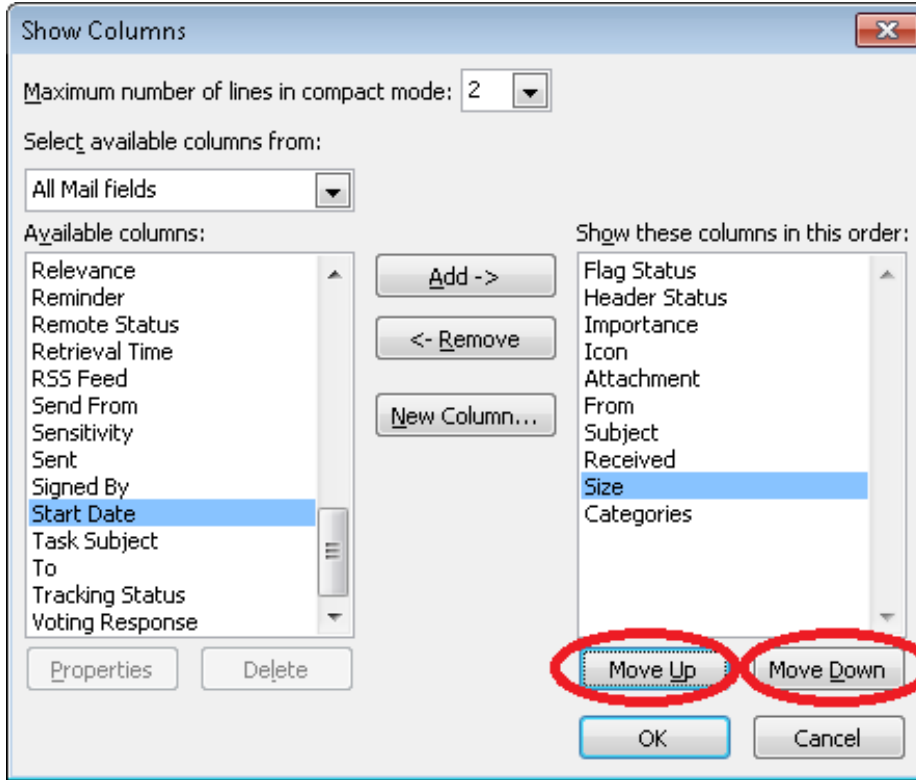 Show Columns
Maximum number of lines in compact mode: 2
Select available columns from:
All Mail fields
Available columns:
Relevance
Reminder
Remote Status
Retrieval Time
RSS Feed
Send From
Sensitivity
Sent
Signed By
Start Date
Task Subject
To
Tracking Status
Voting Response
Properties
Delete
Add ->
<- Remove
New Column...
Show these columns in this order:
Flag Status
Header Status
Importance
Icon
Attachment
From
Subject
Received
Size
Categories
Move Up
Move Down
OK
Cancel